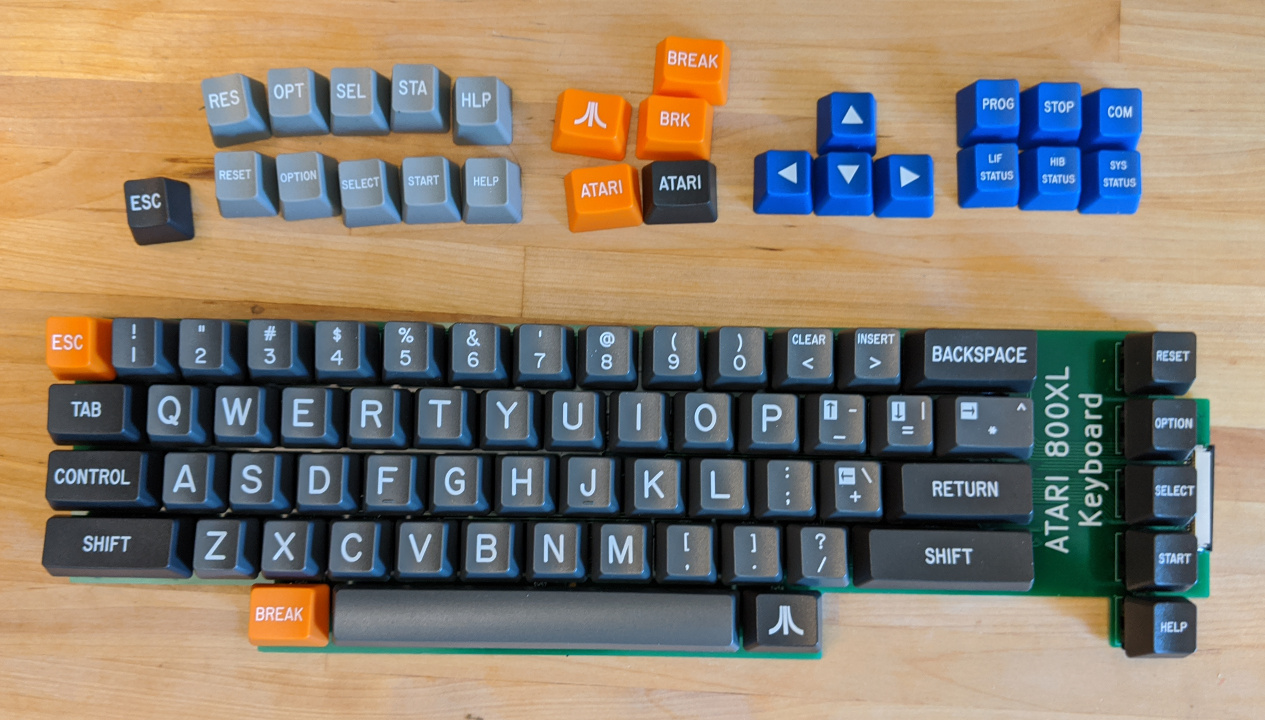 BREAK
RES OPT SEL STA HLP
BRK
PROG STOP COM
RESET OPTION SELECT START HELP
ESC
ATARI ATARI
LIF
STATUS
HIB
STATUS
SYS
STATUS
ESC
! " # $ % & ' @ ( ) CLEAR INSERT
1 2 3 4 5 6 7 8 9 0 < >
BACKSPACE
RESET
TAB Q W E R T Y U I O P
↑ -
_
↓ |
=
→ ^
*
OPTION
CONTROL A S D F G H J K L
:
;
← \
+
RETURN
SELECT
SHIFT Z X C V B N M
[
,
]
.
?
/
SHIFT
START
BREAK
HELP
ATARI 800XL
Keyboard